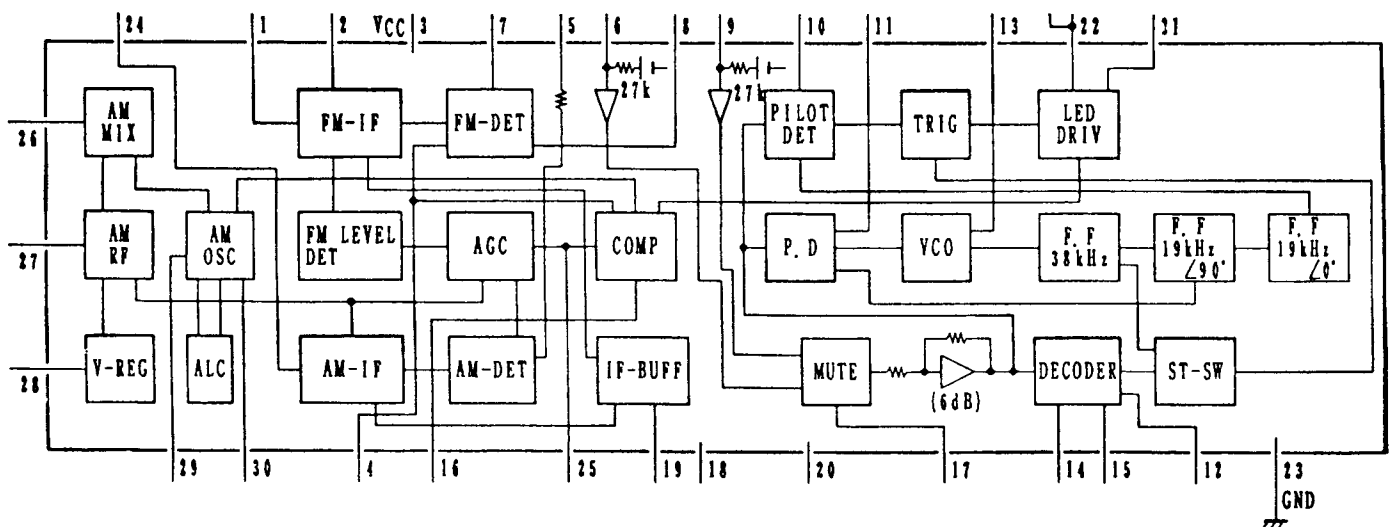 24 1 2 VCC 3 7 5 6 8 9 10 11 13 22 21
27k 27k
AM
MIX
FM-IF
FM-DET
PILOT
DET
TRIG
LED
DRIV
26
AM
RF
AM
OSC
FM LEVEL
DET
AGC
COMP
P.D
VCO
F.F
38kHz
F.F
19kHz
∠90°
F.F
19kHz
∠0°
27
V-REG
ALC
AM-IF
AM-DET
IF-BUFF
MUTE
(6dB)
DECODER
ST-SW
28
29 30 4 16 25 19 18 20 17 14 15 12 23
GND